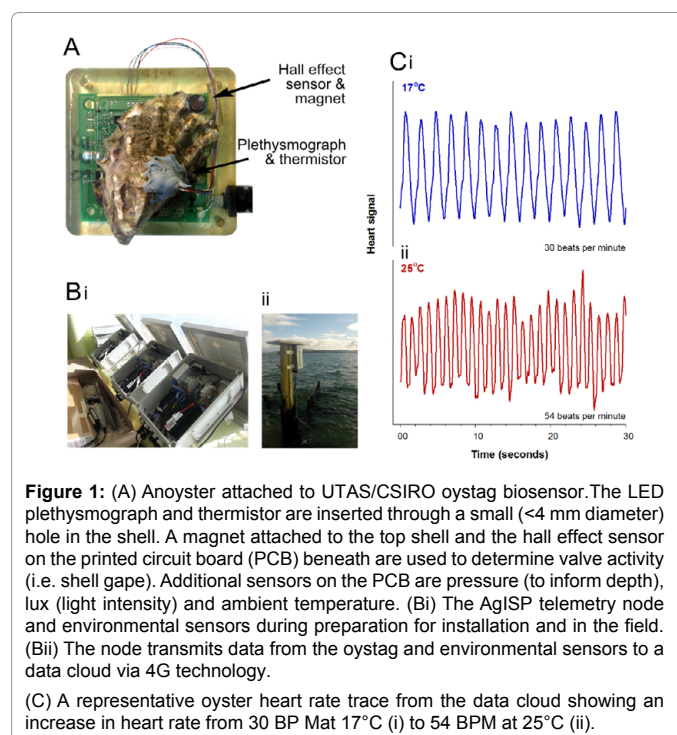 A
Hall effect
sensor &
magnet
Plethysmograph
& thermistor
Bi
ii
Ci
17°C
Heart signal
30 beats per minute
ii
25°C
54 beats per minute
00
10
20
30
Time (seconds)
Figure 1: (A) Anoyster attached to UTAS/CSIRO oystag biosensor.The LED
plethysmograph and thermistor are inserted through a small (<4 mm diameter)
hole in the shell. A magnet attached to the top shell and the hall effect sensor
on the printed circuit board (PCB) beneath are used to determine valve activity
(i.e. shell gape). Additional sensors on the PCB are pressure (to inform depth),
lux (light intensity) and ambient temperature. (Bi) The AgISP telemetry node
and environmental sensors during preparation for installation and in the field.
(Bii) The node transmits data from the oystag and environmental sensors to a
data cloud via 4G technology.
(C) A representative oyster heart rate trace from the data cloud showing an
increase in heart rate from 30 BP Mat 17°C (i) to 54 BPM at 25°C (ii).